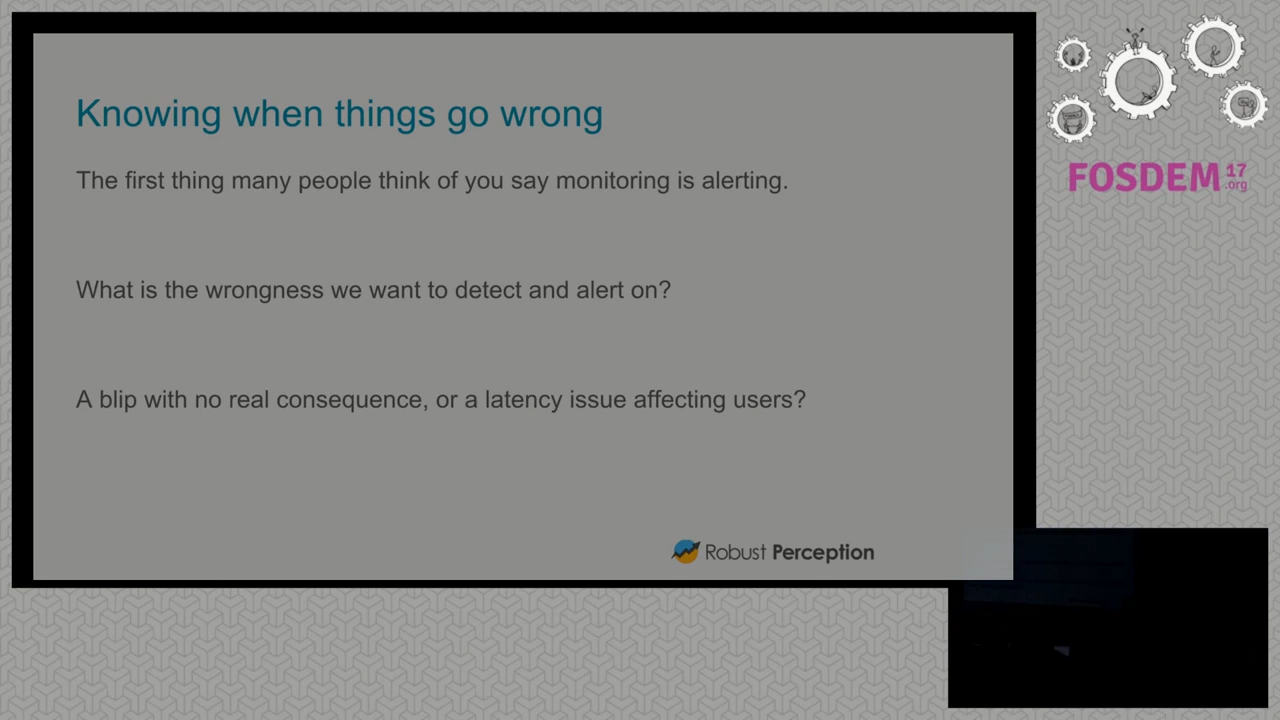 Knowing when things go wrong
The first thing many people think of you say monitoring is alerting.
What is the wrongness we want to detect and alert on?
A blip with no real consequence, or a latency issue affecting users?
Robust Perception
FOSDEM 17
.org